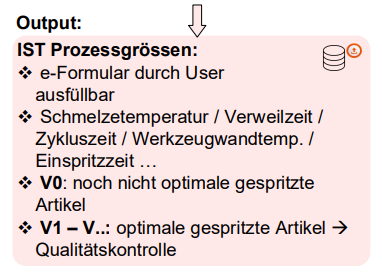 Output:
IST Prozessgrössen:
❖ e-Formular durch User
ausfüllbar
❖ Schmelzetemperatur / Verweilzeit /
Zykluszeit / Werkzeugwandtemp. /
Einspritzzeit …
❖ V0: noch nicht optimale gespritzte
Artikel
❖ V1 – V..: optimale gespritzte Artikel →
Qualitätskontrolle